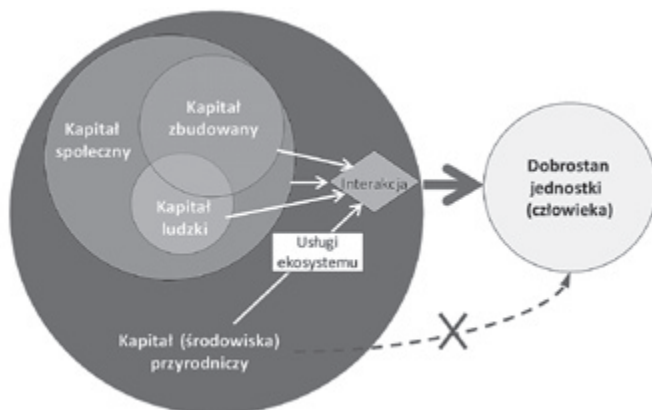 Kapitał
społeczny
Kapitał
zbudowany
Kapitał
ludzki
Interakcja
Usługi
ekosystemu
Kapitał (środowiska)
przyrodniczy
Dobrostan
jednostki
(człowieka)